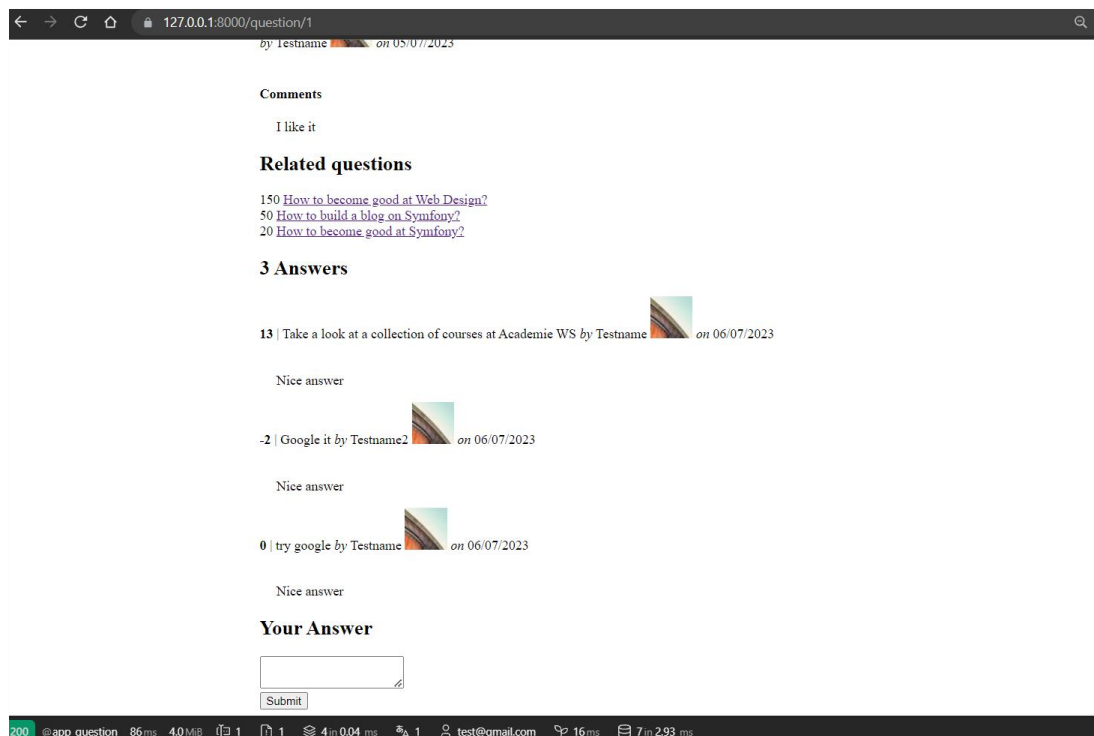 127.0.0.1:8000/question/1
by Testname on 05/07/2023
Comments
I like it
Related questions
150 How to become good at Web Design?
50 How to build a blog on Symfony?
20 How to become good at Symfony?
3 Answers
13 | Take a look at a collection of courses at Academie WS by Testname on 06/07/2023
Nice answer
-2 | Google it by Testname2 on 06/07/2023
Nice answer
0 | try google by Testname on 06/07/2023
Nice answer
Your Answer
Submit
200 @app_question 86 ms 4.0 MiB 1 1 4 in 0.04 ms 1 test@gmail.com 16 ms 7 in 2.93 ms